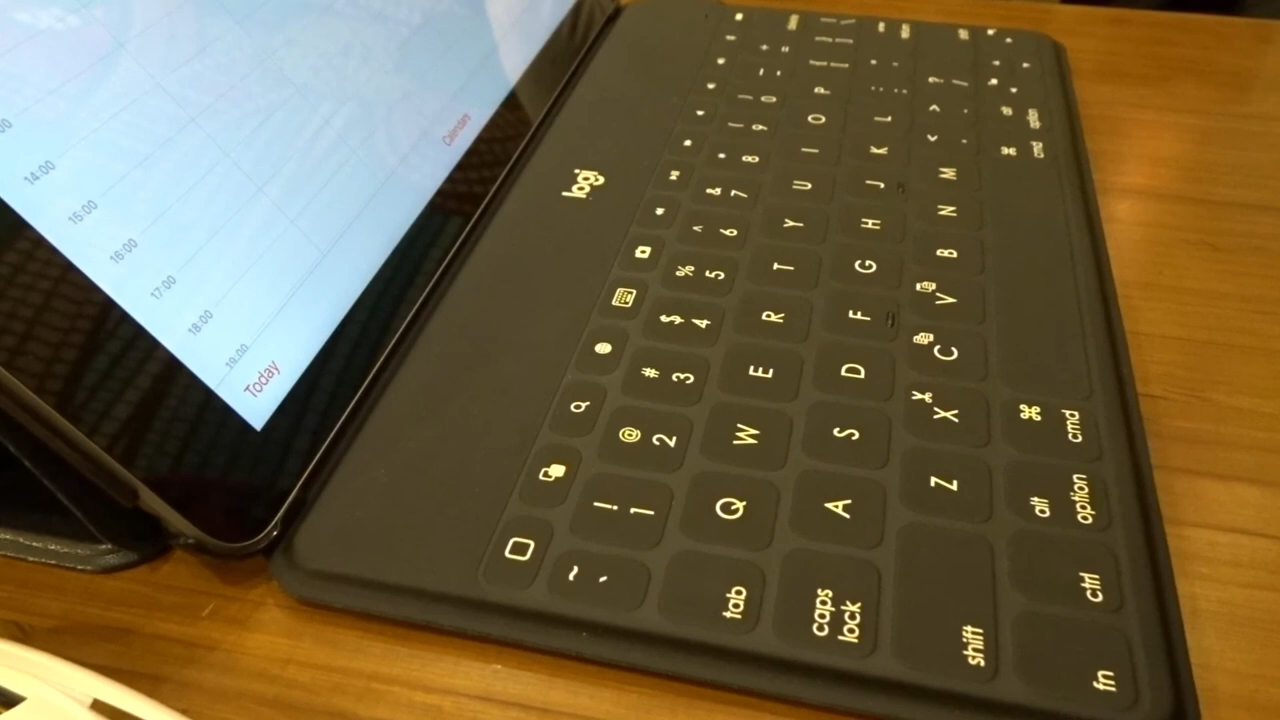 14:00
15:00
16:00
17:00
18:00
19:00
Today
Calendars
logi
~ `
! 1
@ 2
# 3
$ 4
% 5
^ 6
& 7
* 8
( 9
) 0
_ -
+ =
tab
Q
W
E
R
T
Y
U
I
O
P
caps
lock
A
S
D
F
G
H
J
K
L
: ;
shift
Z
X
C
V
B
N
M
< ,
> .
? /
fn
ctrl
alt
option
⌘
cmd
⌘
cmd
alt
option